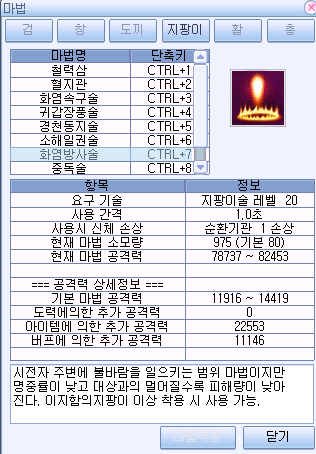 마법
검 창 도끼 지팡이 활 총
마법명 단축키
철력삼 CTRL+1
혈지관 CTRL+2
화염속구술 CTRL+3
귀갑장풍술 CTRL+4
경천동지술 CTRL+5
소해일권술 CTRL+6
화염방사술 CTRL+7
중독술 CTRL+8
항목 정보
요구 기술 지팡이술 레벨 20
사용 간격 1.0초
사용시 신체 손상 순환기관 1 손상
현재 마법 소모량 975 (기본 80)
현재 마법 공격력 78737 ~ 82453
=== 공격력 상세정보 ===
기본 마법 공격력 11916 ~ 14419
도력에의한 추가 공격력 0
아이템에 의한 추가 공격력 22553
버프에 의한 추가 공격력 11146
시전자 주변에 불바람을 일으키는 범위 마법이지만
명중률이 낮고 대상과의 멀어질수록 피해량이 낮아
진다. 이지함의지팡이 이상 착용 시 사용 가능.
닫기